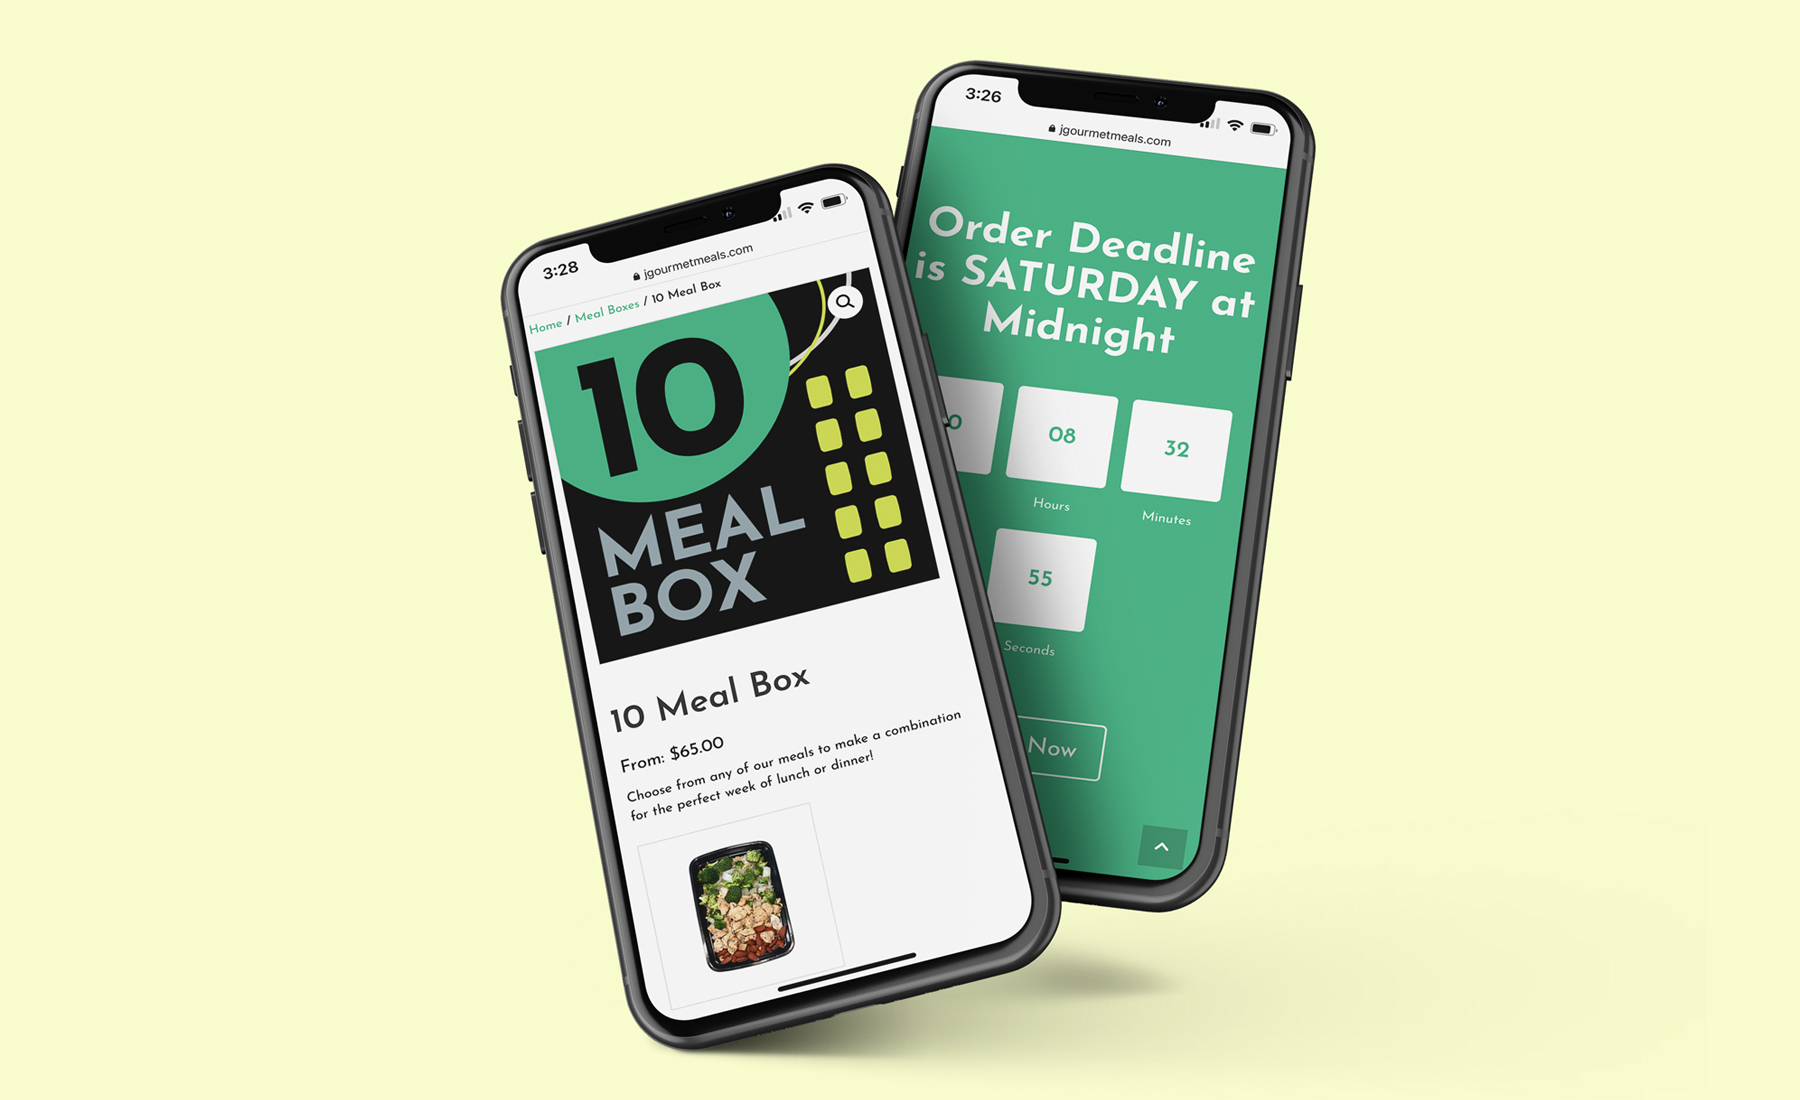 3:28
jgourmetmeals.com
Home / Meal Boxes / 10 Meal Box
10
MEAL
BOX
10 Meal Box
From: $65.00
Choose from any of our meals to make a combination
for the perfect week of lunch or dinner!
3:26
jgourmetmeals.com
Order Deadline
is SATURDAY at
Midnight
0 08 32
Hours Minutes
55
Seconds
Now